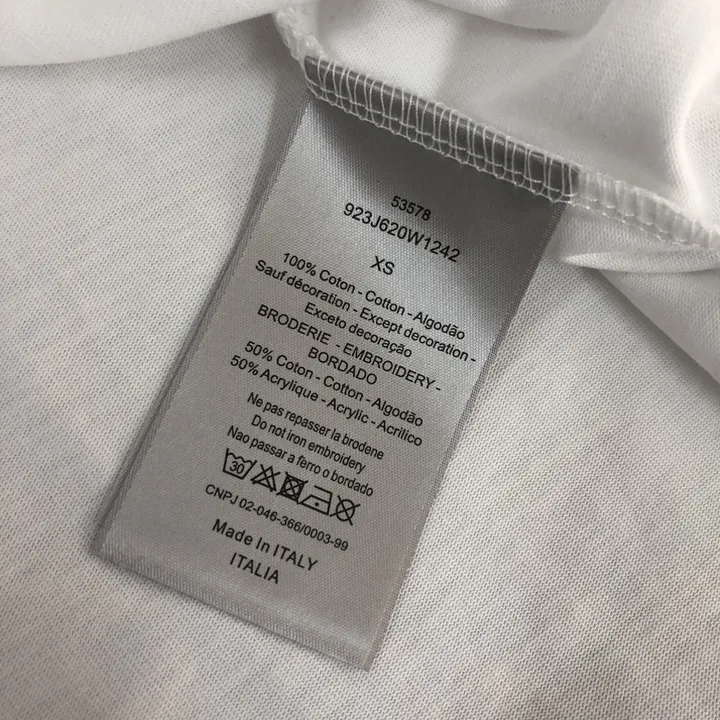 53578
923J620W1242
XS
100% Coton - Cotton - Algodão
Sauf décoration - Except decoration -
Exceto decoração
BRODERIE - EMBROIDERY -
BORDADO
50% Coton - Cotton - Algodão
50% Acrylique - Acrylic - Acrilico
Ne pas repasser la brodene
Do not iron embroidery
Nao passar a ferro o bordado
30
CNPJ 02-046-366/0003-99
Made In ITALY
ITALIA